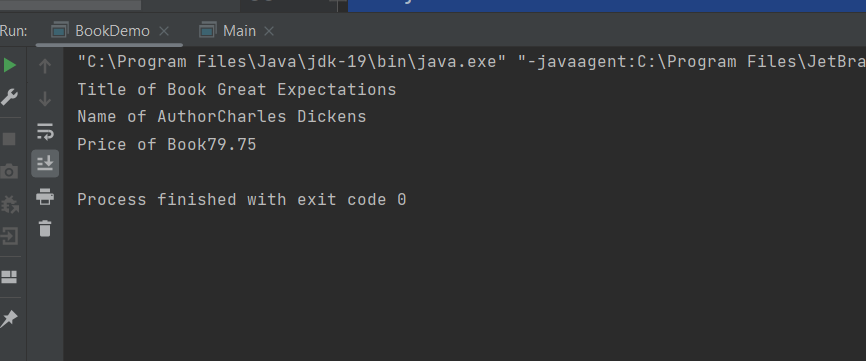 Run: BookDemo Main
"C:\Program Files\Java\jdk-19\bin\java.exe" "-javaagent:C:\Program Files\JetBra
Title of Book Great Expectations
Name of AuthorCharles Dickens
Price of Book79.75
Process finished with exit code 0